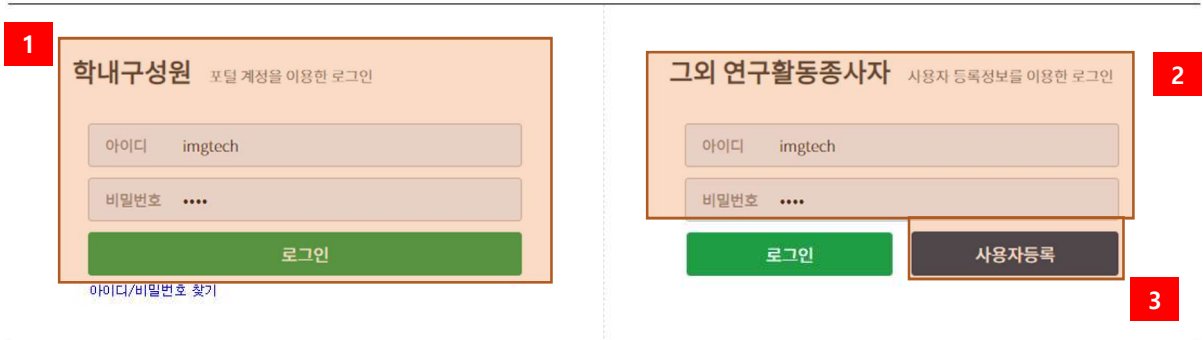 1
학내구성원 포털 계정을 이용한 로그인
아이디 imgtech
비밀번호 ••••
로그인
아이디/비밀번호 찾기
그외 연구활동종사자 사용자 등록정보를 이용한 로그인
2
아이디 imgtech
비밀번호 ••••
로그인 사용자등록
3